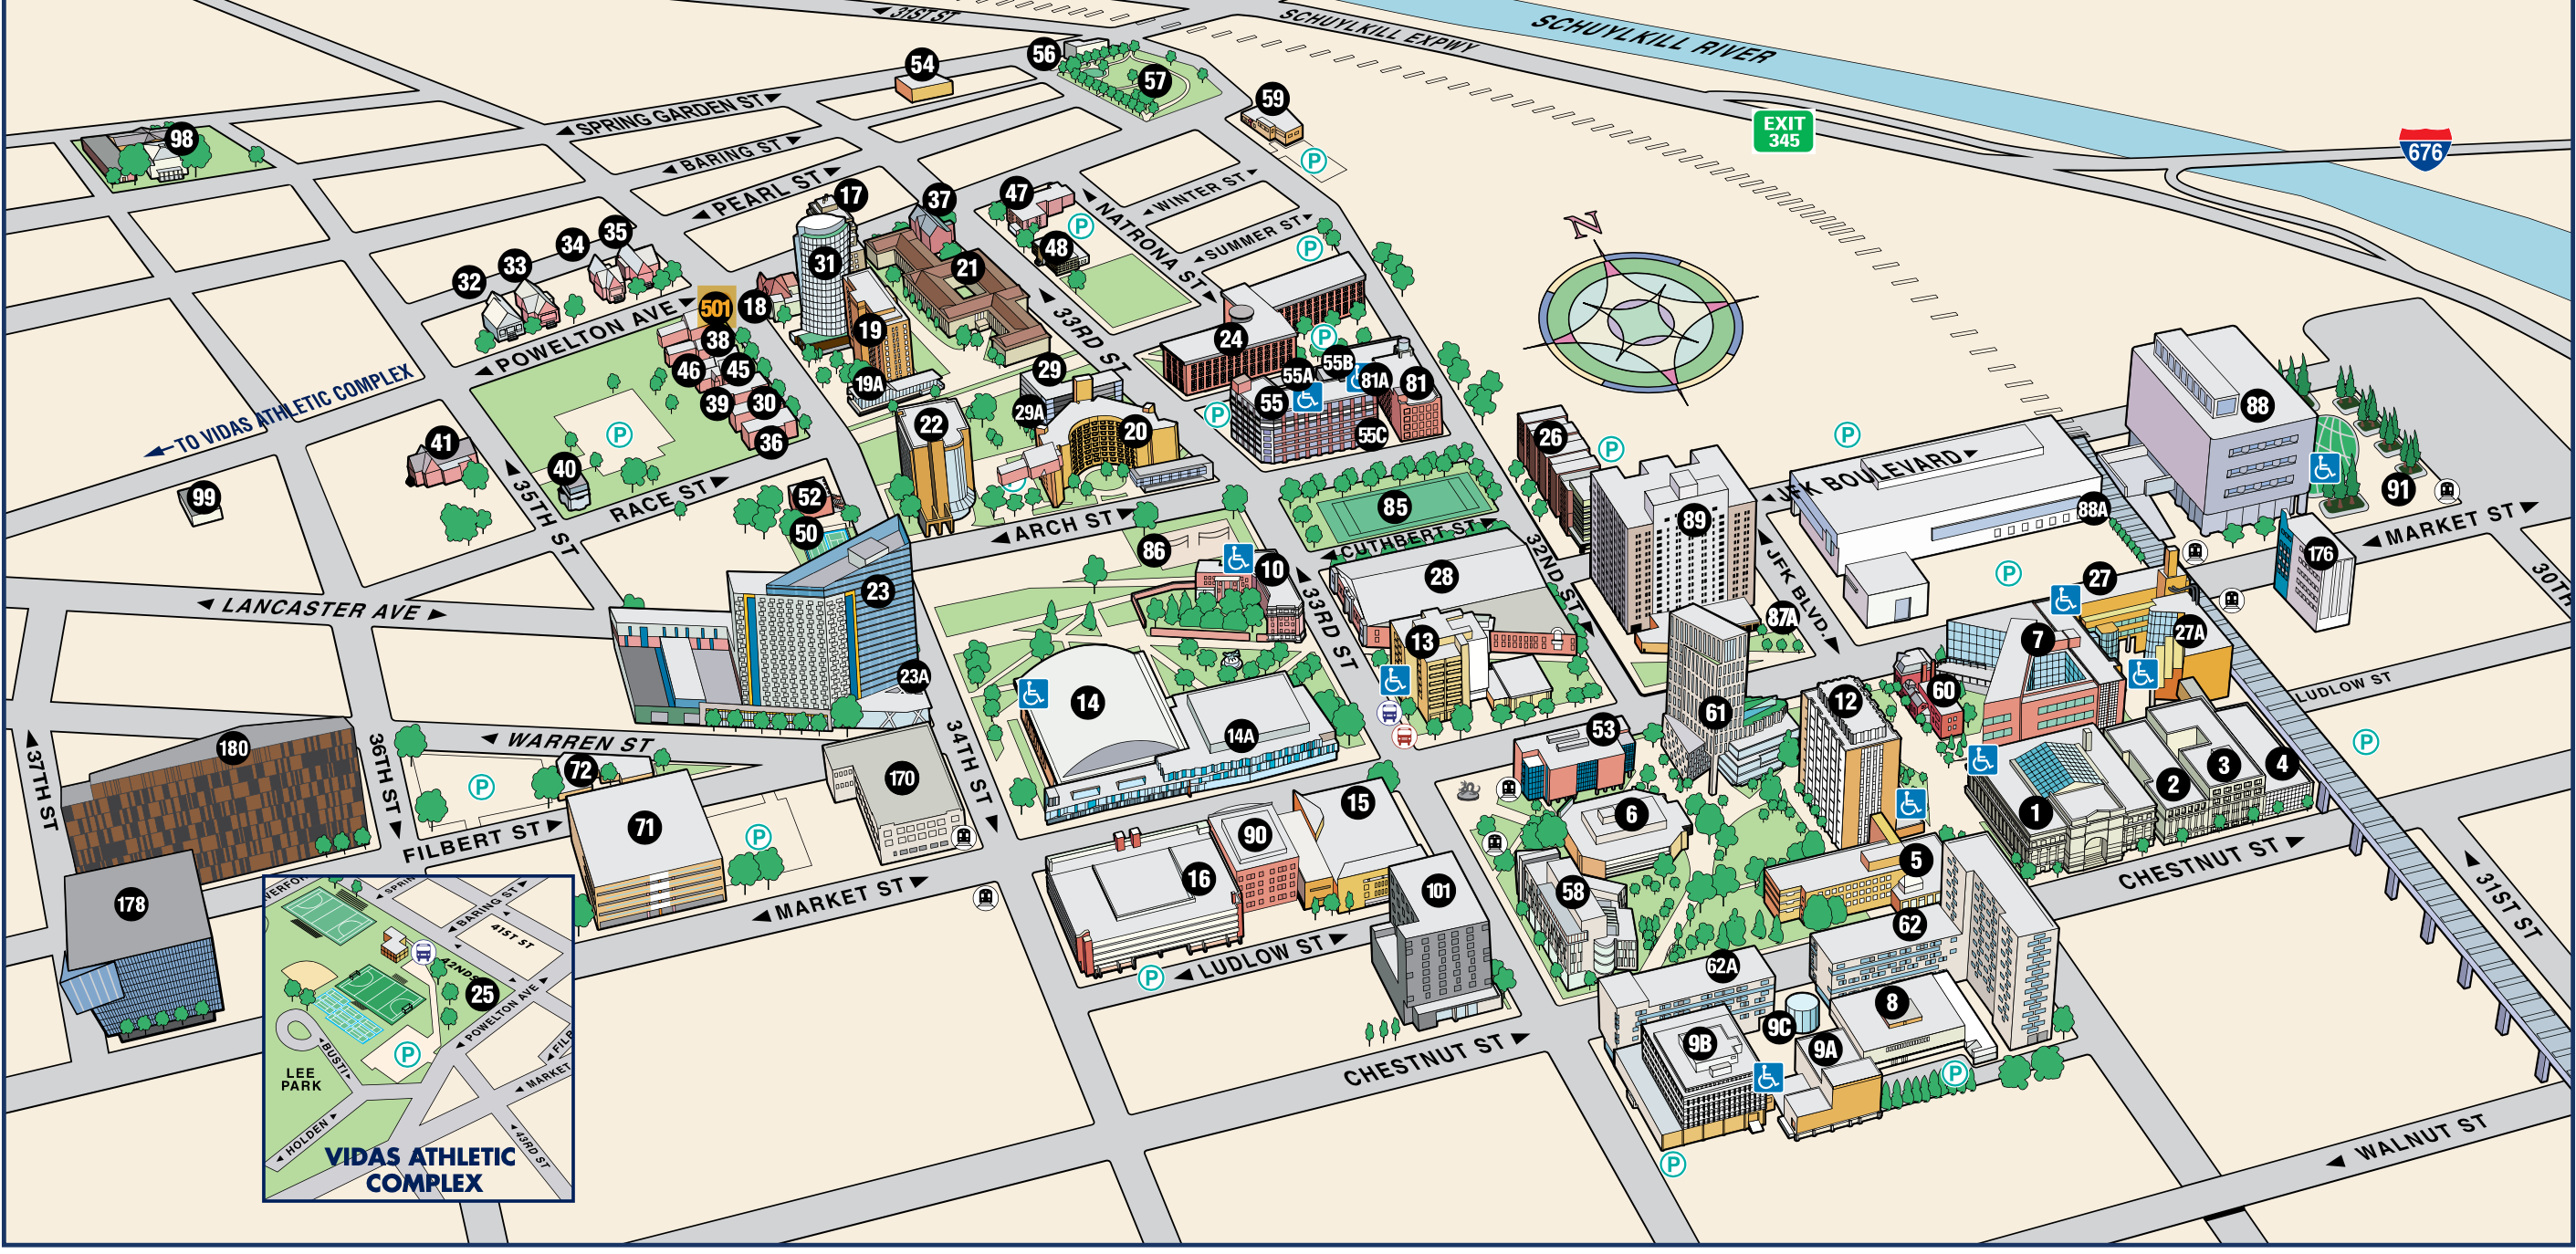 31ST ST
SCHUYLKILL EXPWY
SCHUYLKILL RIVER
56
54
57
59
EXIT
345
676
SPRING GARDEN ST
98
BARING ST
PEARL ST
17
37
47
NATRONA ST
WINTER ST
P
P
N
35
34
33
32
31
21
48
SUMMER ST
P
501
18
POWELTON AVE
19
33RD ST
24
P
38
46
45
29
55A
55B
81A
81
TO VIDAS ATHLETIC COMPLEX
19A
39
30
29A
55
P
88
22
20
55C
26
P
P
JFK BOULEVARD
P
36
41
40
35TH ST
RACE ST
52
50
99
P
ARCH ST
85
CUTHBERT ST
88A
91
MARKET ST
89
86
10
32ND ST
176
28
JFK BLVD.
P
27
30TH
LANCASTER AVE
23
33RD ST
13
87A
7
27A
23A
14
14A
61
12
60
LUDLOW ST
34TH ST
53
P
WARREN ST
180
37TH ST
36TH ST
72
P
170
15
6
1
2
3
4
71
P
FILBERT ST
90
16
101
58
5
CHESTNUT ST
31ST ST
178
MARKET ST
62
LUDLOW ST
P
62A
8
9C
9B
9A
P
CHESTNUT ST
P
WALNUT ST
SPRIN
BARING ST
41ST ST
42NDS
25
POWELTON AVE
BUSTI
P
FIL
MARKET
LEE
PARK
HOLDEN
43RD ST
VIDAS ATHLETIC
COMPLEX